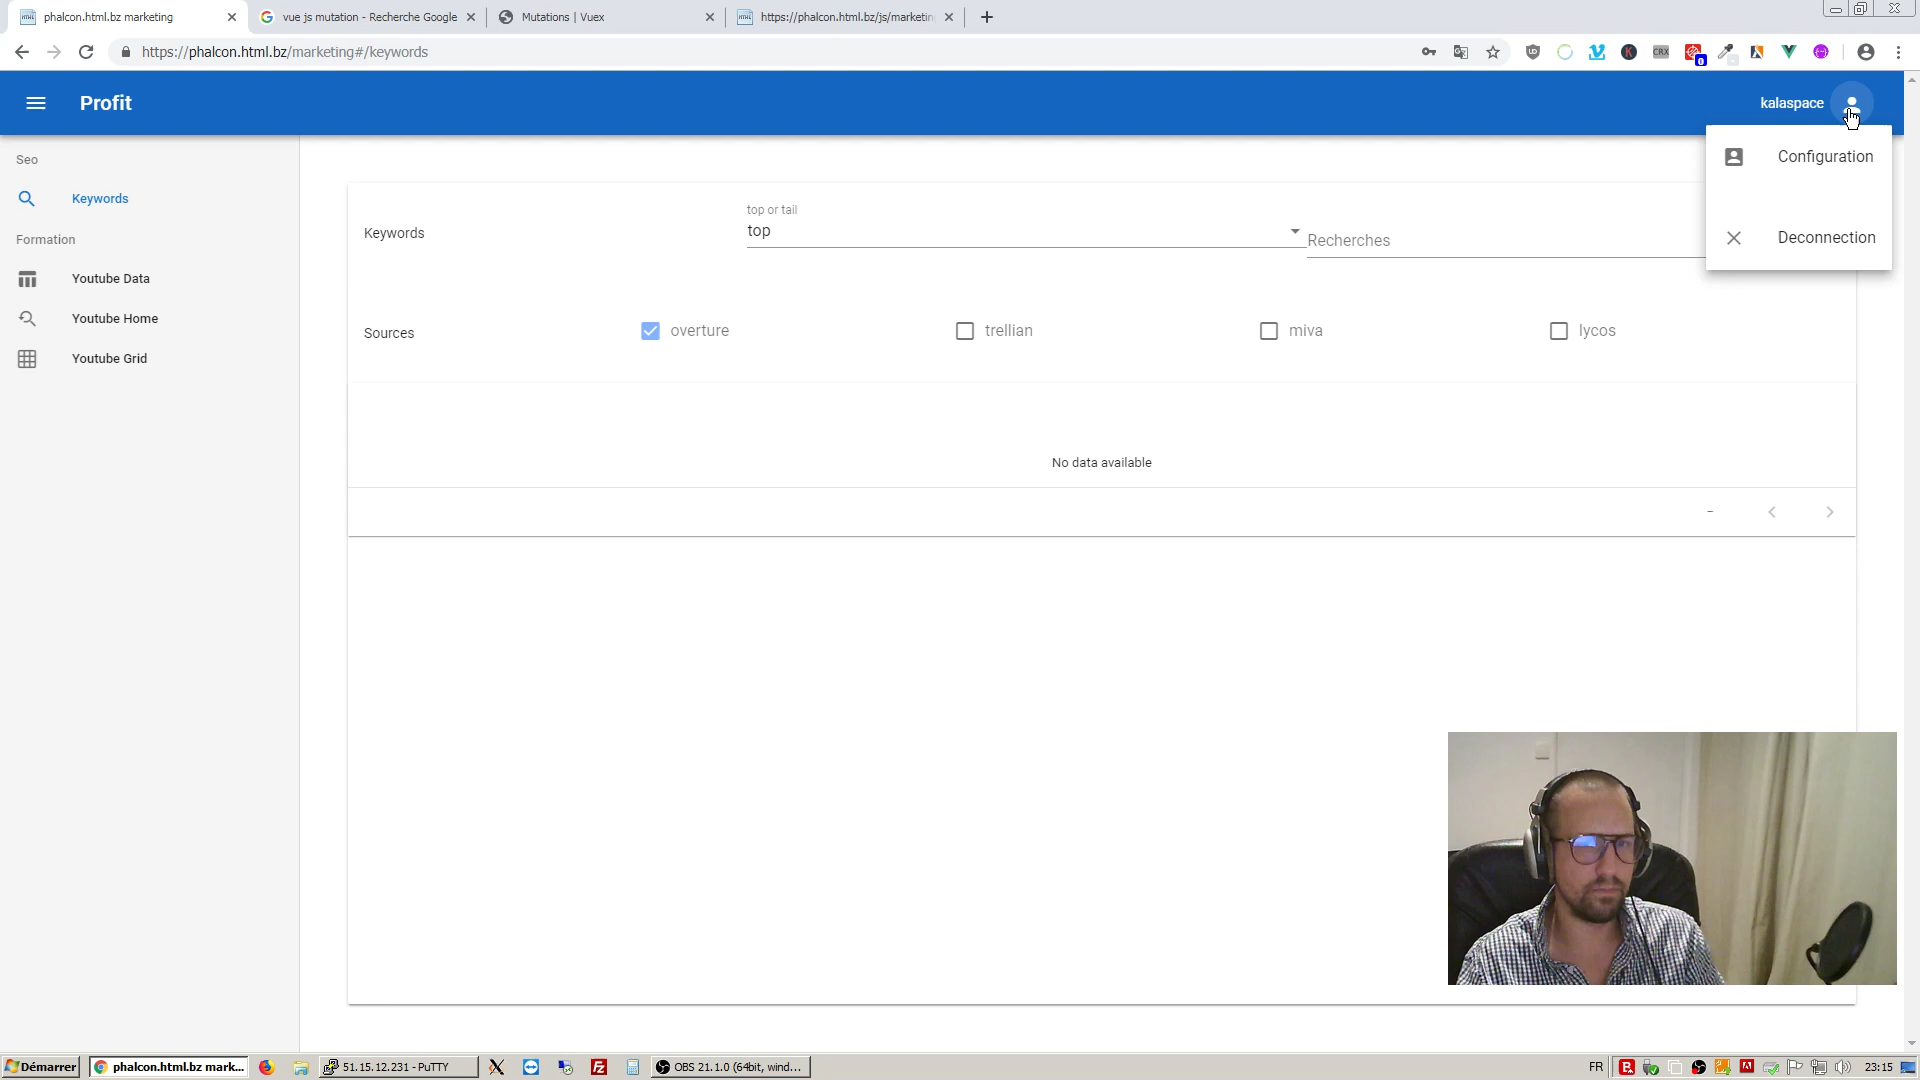 phalcon.html.bz marketing
vue js mutation - Recherche Google
Mutations | Vuex
https://phalcon.html.bz/js/marketin
https://phalcon.html.bz/marketing#/keywords
CRX
0
Profit
kalaspace
Configuration
Deconnection
Seo
Keywords
Formation
Youtube Data
Youtube Home
Youtube Grid
Keywords
top or tail
top
Recherches
Sources
overture
trellian
miva
lycos
No data available
–
Démarrer
phalcon.html.bz mark...
51.15.12.231 - PuTTY
OBS 21.1.0 (64bit, wind...
FR
23:15